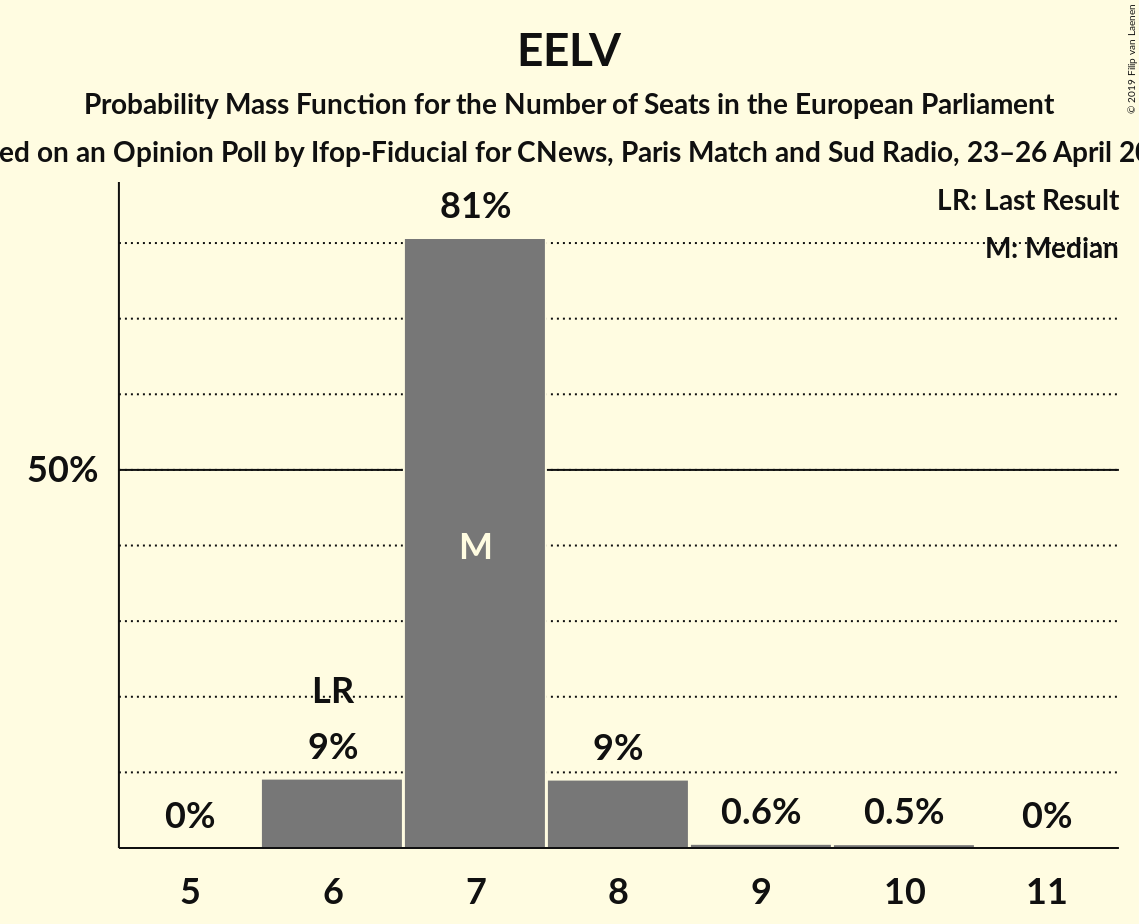 EELV
Probability Mass Function for the Number of Seats in the European Parliament
on an Opinion Poll by Ifop-Fiducial for CNews, Paris Match and Sud Radio, 23–26 April
LR: Last Result
M: Median
81%
50%
M
LR
9%
9%
0%
0.6%
0.5%
0%
5 6 7 8 9 10 11
© 2019 Filip van Laenen